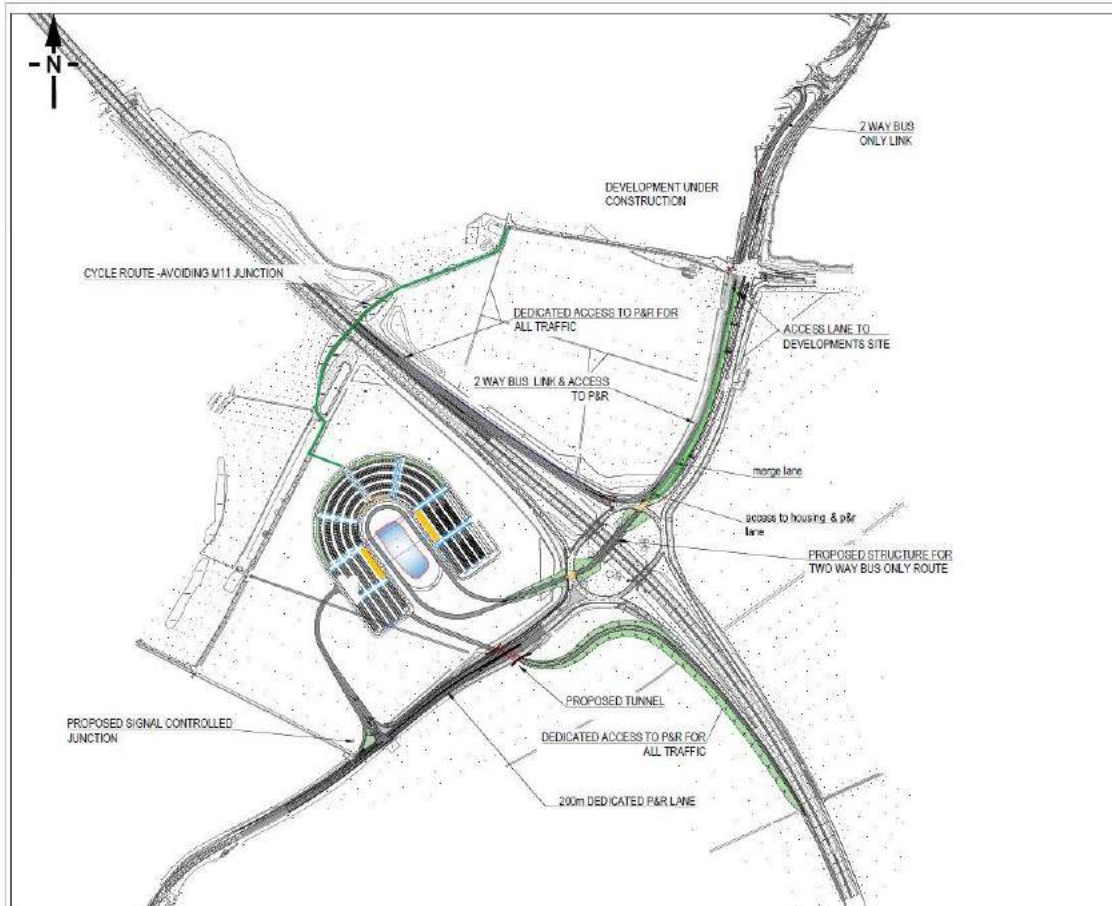 N
2 WAY BUS
ONLY LINK
DEVELOPMENT UNDER
CONSTRUCTION
CYCLE ROUTE -AVOIDING M11 JUNCTION
DEDICATED ACCESS TO P&R FOR
ALL TRAFFIC
ACCESS LANE TO
DEVELOPMENTS SITE
2 WAY BUS LINK & ACCESS
TO P&R
merge lane
access to housing & p&r
lane
PROPOSED STRUCTURE FOR
TWO WAY BUS ONLY ROUTE
PROPOSED TUNNEL
PROPOSED SIGNAL CONTROLLED
JUNCTION
DEDICATED ACCESS TO P&R FOR
ALL TRAFFIC
200m DEDICATED P&R LANE